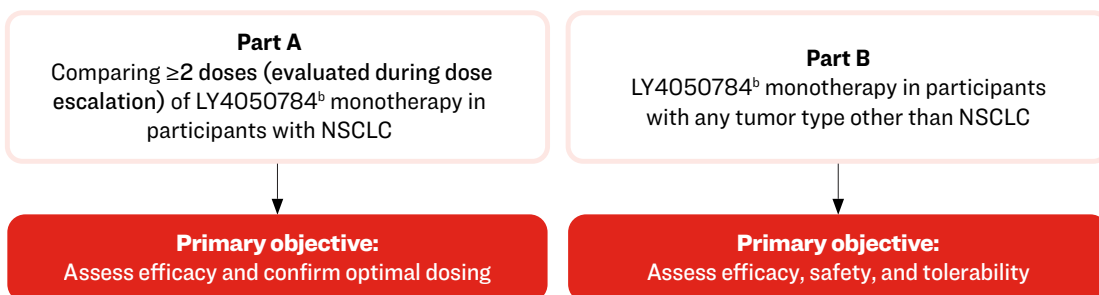 Part A
Comparing ≥2 doses (evaluated during dose
escalation) of LY4050784ᵇ monotherapy in
participants with NSCLC
Part B
LY4050784ᵇ monotherapy in participants
with any tumor type other than NSCLC
Primary objective:
Assess efficacy and confirm optimal dosing
Primary objective:
Assess efficacy, safety, and tolerability